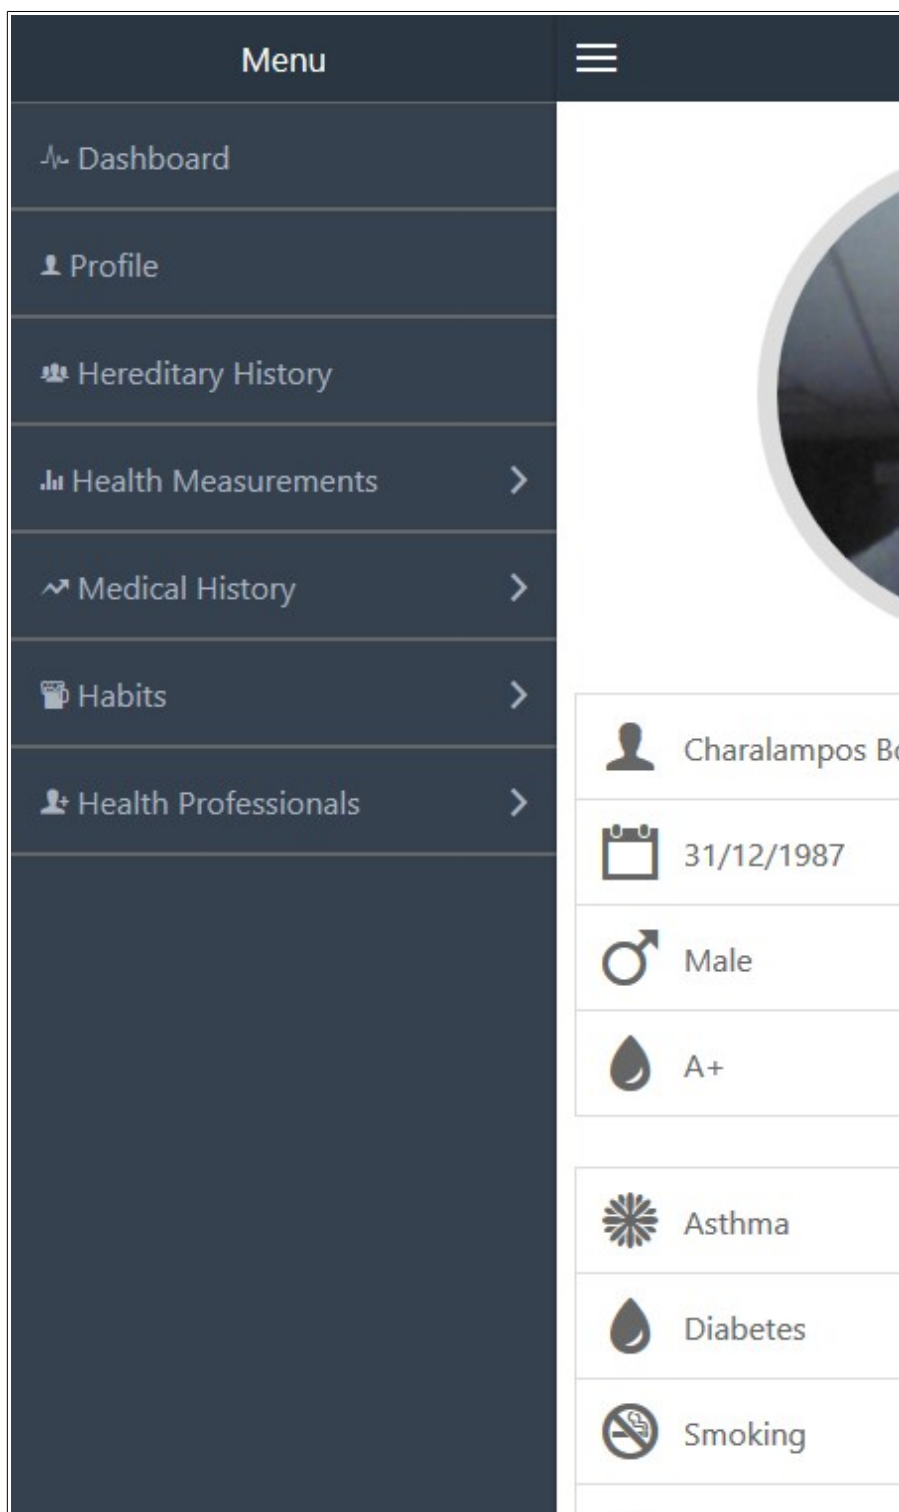 Menu
Dashboard
Profile
Hereditary History
Health Measurements
Medical History
Habits
Health Professionals
Charalampos
31/12/1987
Male
A+
Asthma
Diabetes
Smoking